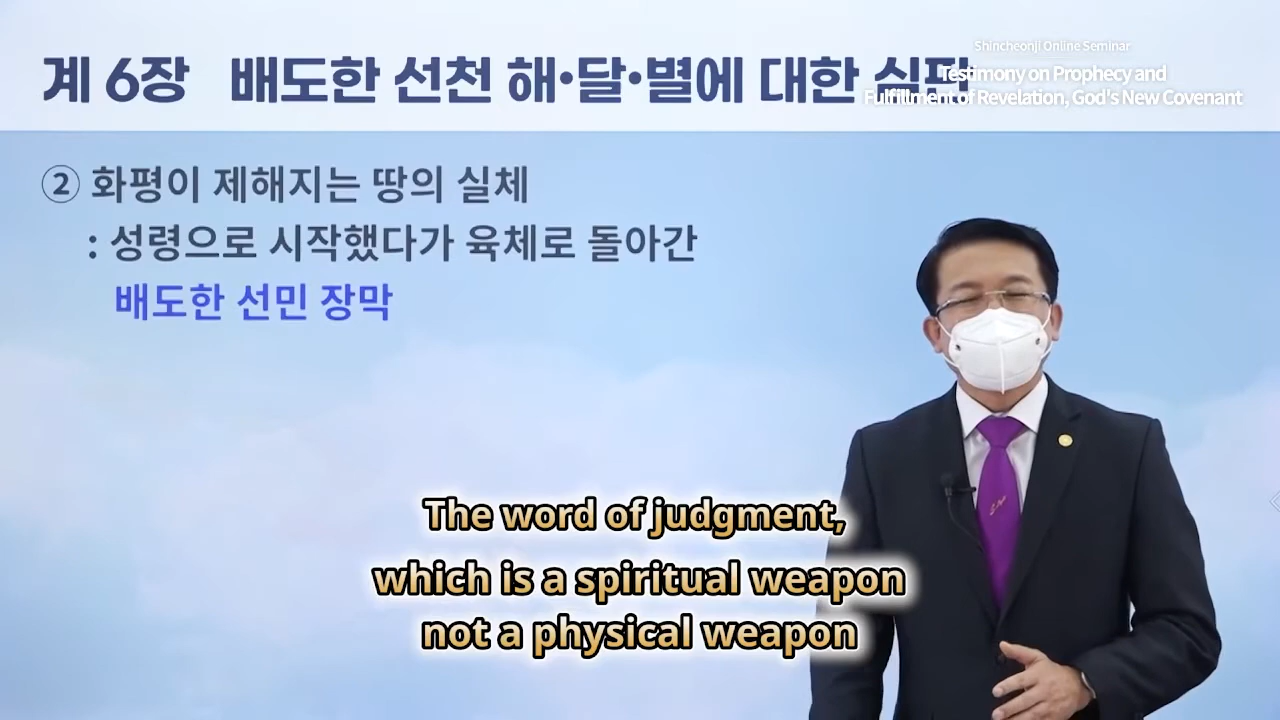 계 6장 배도한 선천 해·달·별에 대한 심판
Shincheonji Online Seminar
Testimony on Prophecy and
Fulfillment of Revelation, God's New Covenant
② 화평이 제해지는 땅의 실체
: 성령으로 시작했다가 육체로 돌아간
배도한 선민 장막
The word of judgment,
which is a spiritual weapon
not a physical weapon